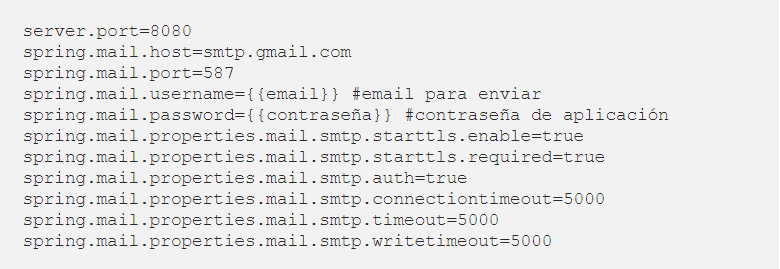 server.port=8080
spring.mail.host=smtp.gmail.com
spring.mail.port=587
spring.mail.username={{email}} #email para enviar
spring.mail.password={{contraseña}} #contraseña de aplicación
spring.mail.properties.mail.smtp.starttls.enable=true
spring.mail.properties.mail.smtp.starttls.required=true
spring.mail.properties.mail.smtp.auth=true
spring.mail.properties.mail.smtp.connectiontimeout=5000
spring.mail.properties.mail.smtp.timeout=5000
spring.mail.properties.mail.smtp.writetimeout=5000